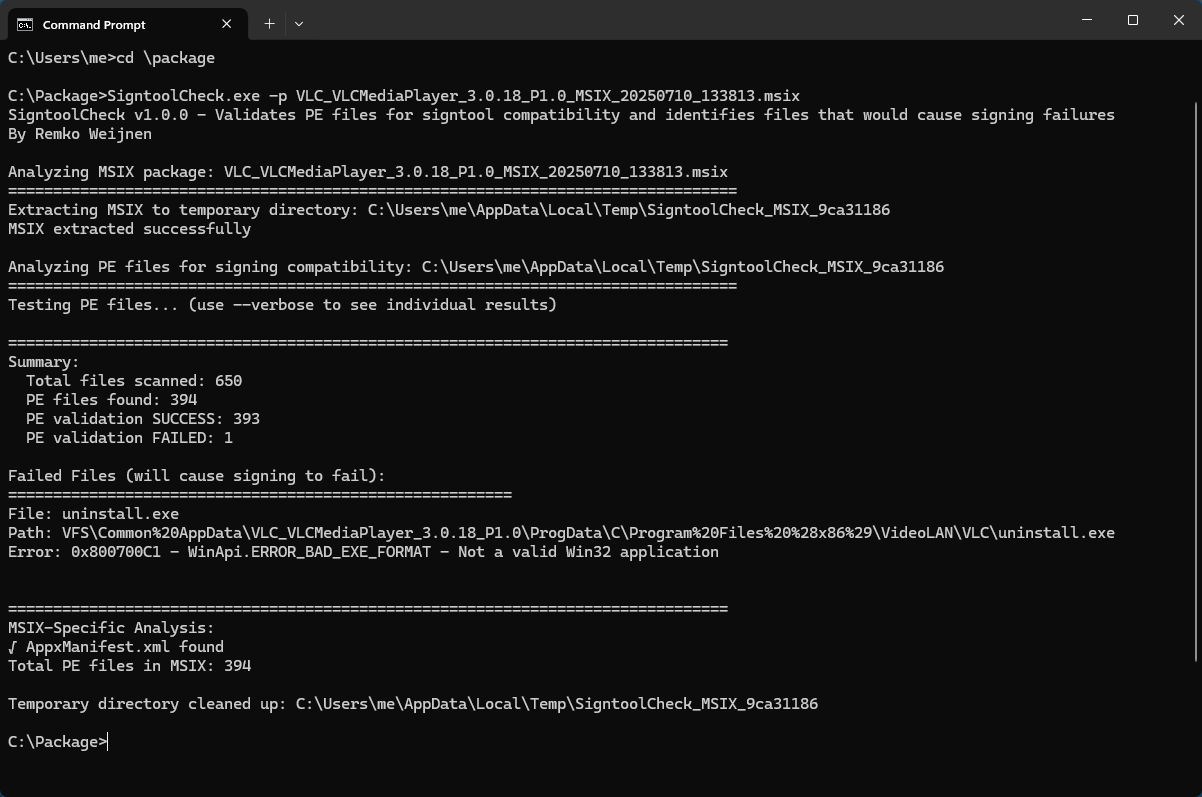 Command Prompt
C:\Users\me>cd \package
C:\Package>SigntoolCheck.exe -p VLC_VLCMediaPlayer_3.0.18_P1.0_MSIX_20250710_133813.msix
SigntoolCheck v1.0.0 - Validates PE files for signtool compatibility and identifies files that would cause signing failures
By Remko Weijnen
Analyzing MSIX package: VLC_VLCMediaPlayer_3.0.18_P1.0_MSIX_20250710_133813.msix
=================================================================================
Extracting MSIX to temporary directory: C:\Users\me\AppData\Local\Temp\SigntoolCheck_MSIX_9ca31186
MSIX extracted successfully
Analyzing PE files for signing compatibility: C:\Users\me\AppData\Local\Temp\SigntoolCheck_MSIX_9ca31186
=================================================================================
Testing PE files... (use --verbose to see individual results)
================================================================================
Summary:
  Total files scanned: 650
  PE files found: 394
  PE validation SUCCESS: 393
  PE validation FAILED: 1
Failed Files (will cause signing to fail):
========================================================
File: uninstall.exe
Path: VFS\Common%20AppData\VLC_VLCMediaPlayer_3.0.18_P1.0\ProgData\C\Program%20Files%20%28x86%29\VideoLAN\VLC\uninstall.exe
Error: 0x800700C1 - WinApi.ERROR_BAD_EXE_FORMAT - Not a valid Win32 application
================================================================================
MSIX-Specific Analysis:
√ AppxManifest.xml found
Total PE files in MSIX: 394
Temporary directory cleaned up: C:\Users\me\AppData\Local\Temp\SigntoolCheck_MSIX_9ca31186
C:\Package>